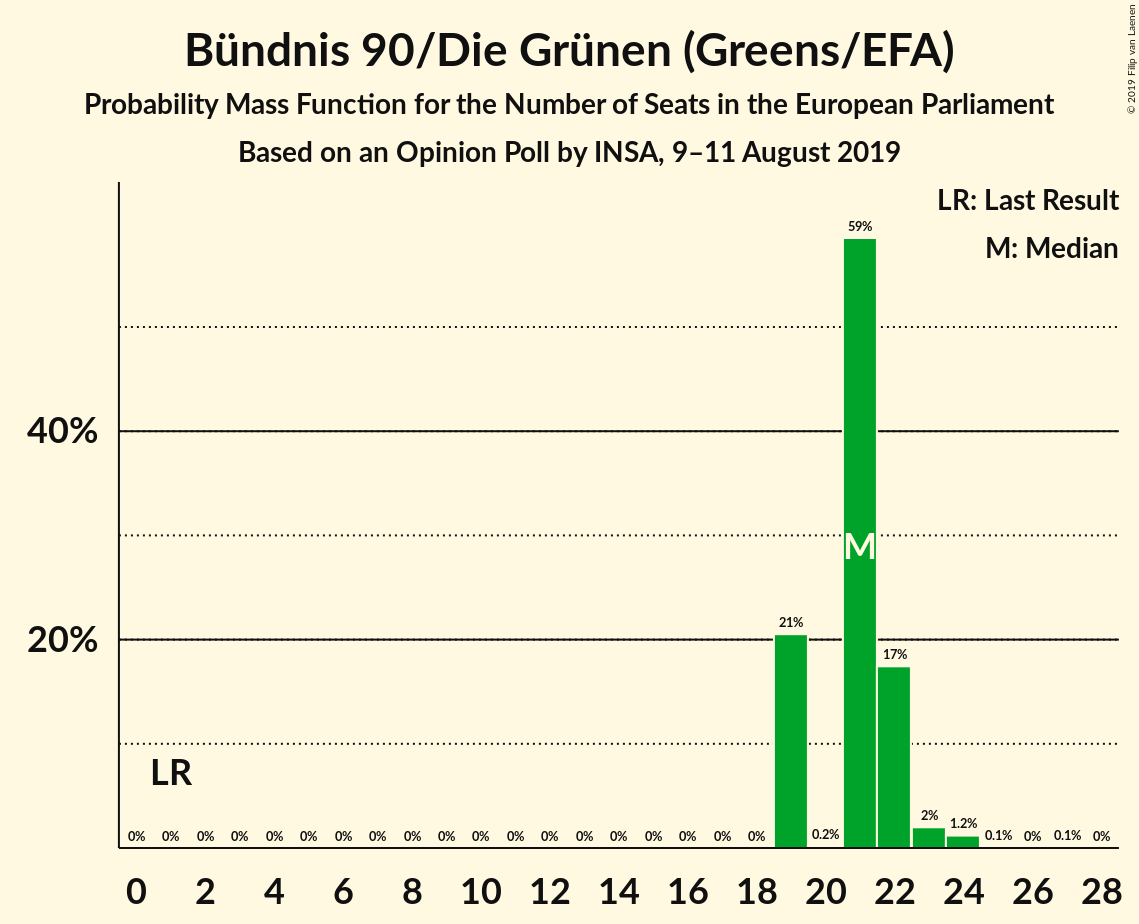 Bündnis 90/Die Grünen (Greens/EFA)
Probability Mass Function for the Number of Seats in the European Parliament
Based on an Opinion Poll by INSA, 9–11 August 2019
© 2019 Filip van Laenen
LR: Last Result
M: Median
59%
40%
M
21%
20%
17%
LR
0% 0% 0% 0% 0% 0% 0% 0% 0% 0% 0% 0% 0% 0% 0% 0% 0% 0% 0% 0.2% 2% 1.2% 0.1% 0% 0.1% 0%
0 2 4 6 8 10 12 14 16 18 20 22 24 26 28